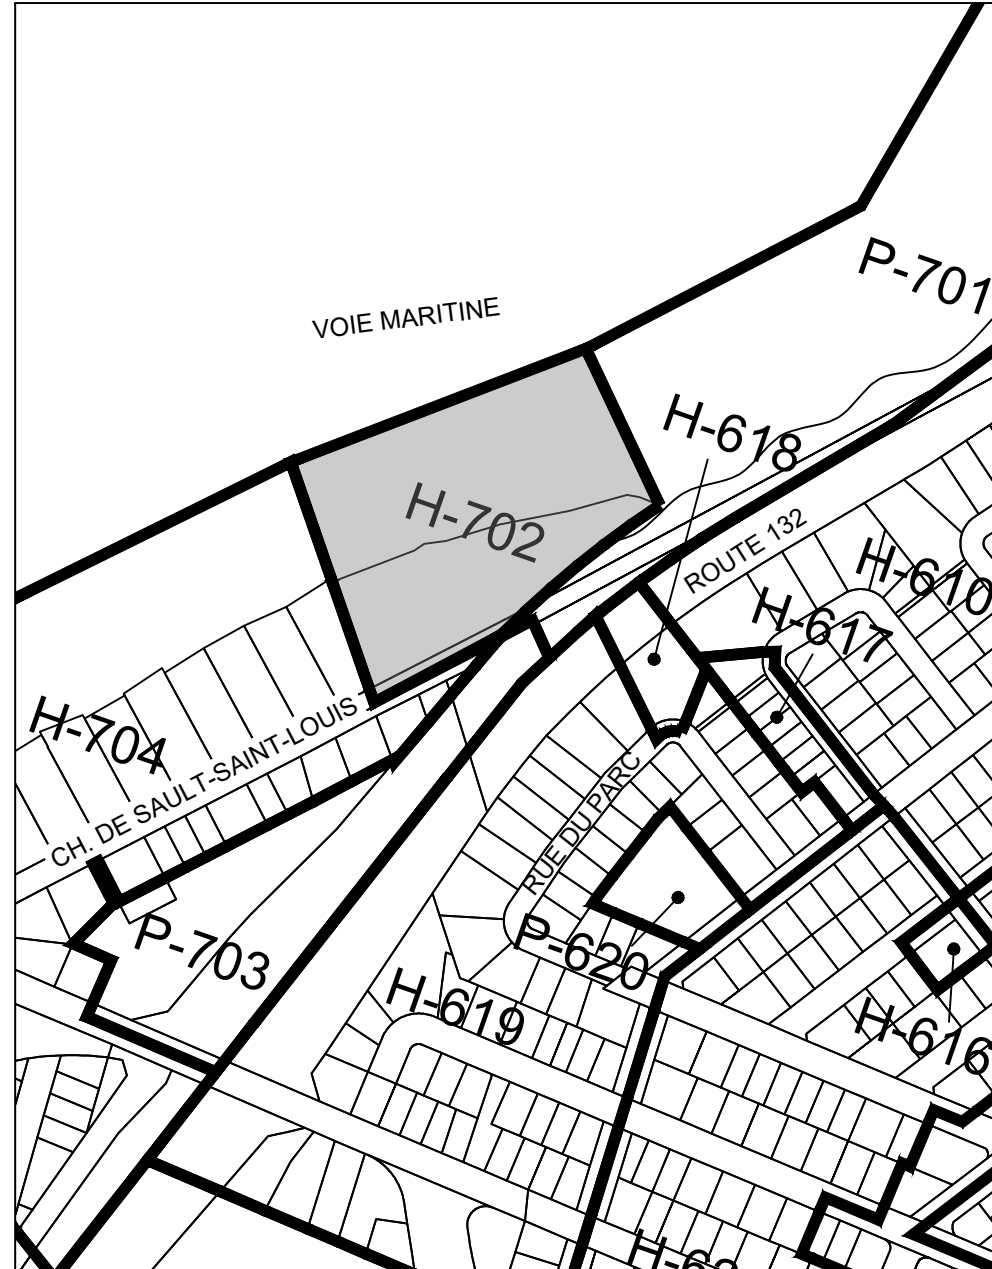 P-701
VOIE MARITINE
H-618
H-702
ROUTE 132
H-610
H-617
H-704
CH. DE SAULT-SAINT-LOUIS
RUE DU PARC
P-703
P-620
H-619
H-616